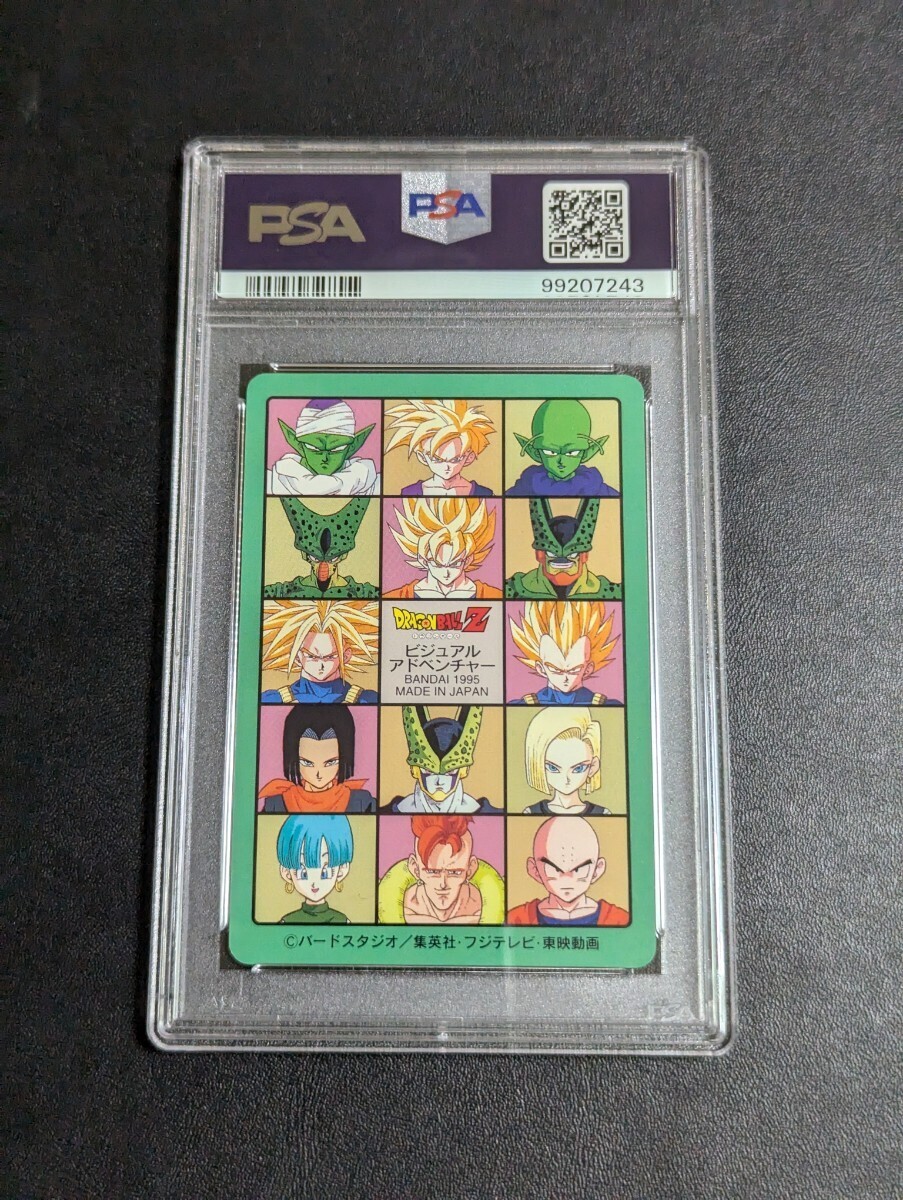 PSA
PSA
99207243
DRAGON BALL Z
ビジュアル
アドベンチャー
BANDAI 1995
MADE IN JAPAN
©バードスタジオ/集英社・フジテレビ・東映動画
PSA